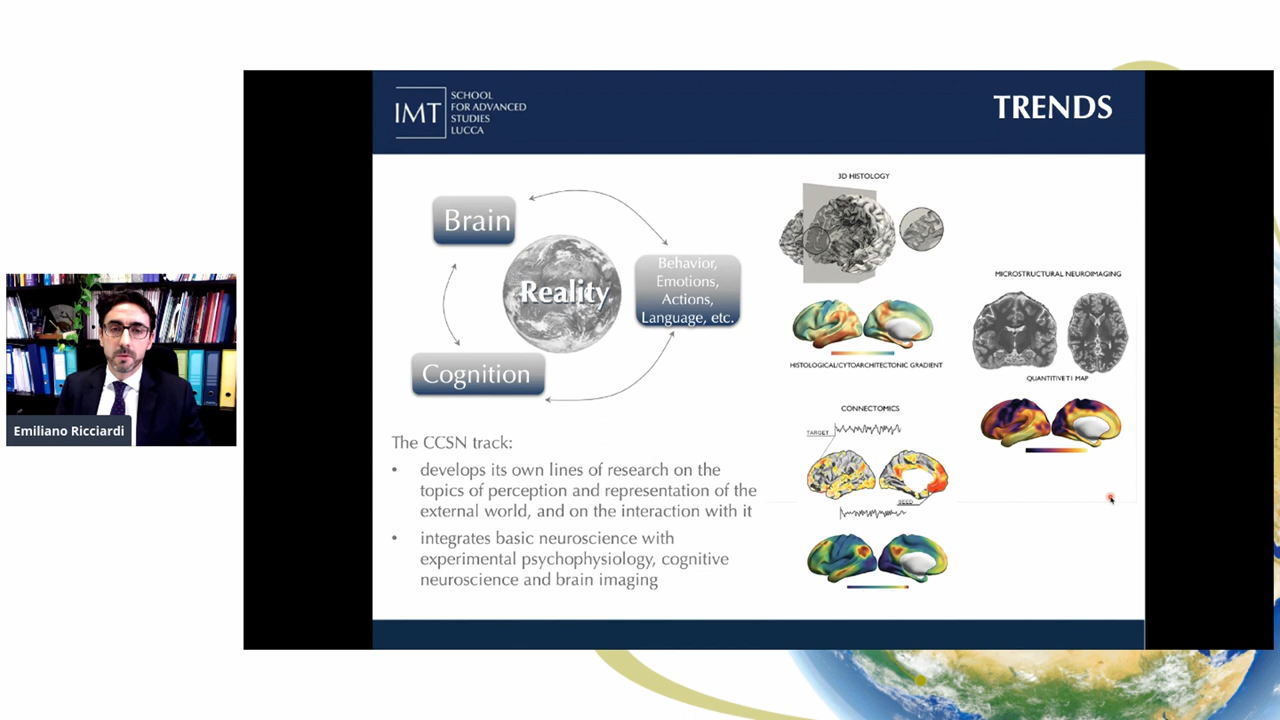 IMT
SCHOOL
FOR ADVANCED
STUDIES
LUCCA
TRENDS
Brain
Reality
Behavior,
Emotions,
Actions,
Language, etc.
Cognition
The CCSN track:
• develops its own lines of research on the
topics of perception and representation of the
external world, and on the interaction with it
• integrates basic neuroscience with
experimental psychophysiology, cognitive
neuroscience and brain imaging
3D HISTOLOGY
HISTOLOGICAL/CYTOARCHITECTONIC GRADIENT
MICROSTRUCTURAL NEUROIMAGING
QUANTITIVE T1 MAP
CONNECTOMICS
TARGET
SEED
Emiliano Ricciardi